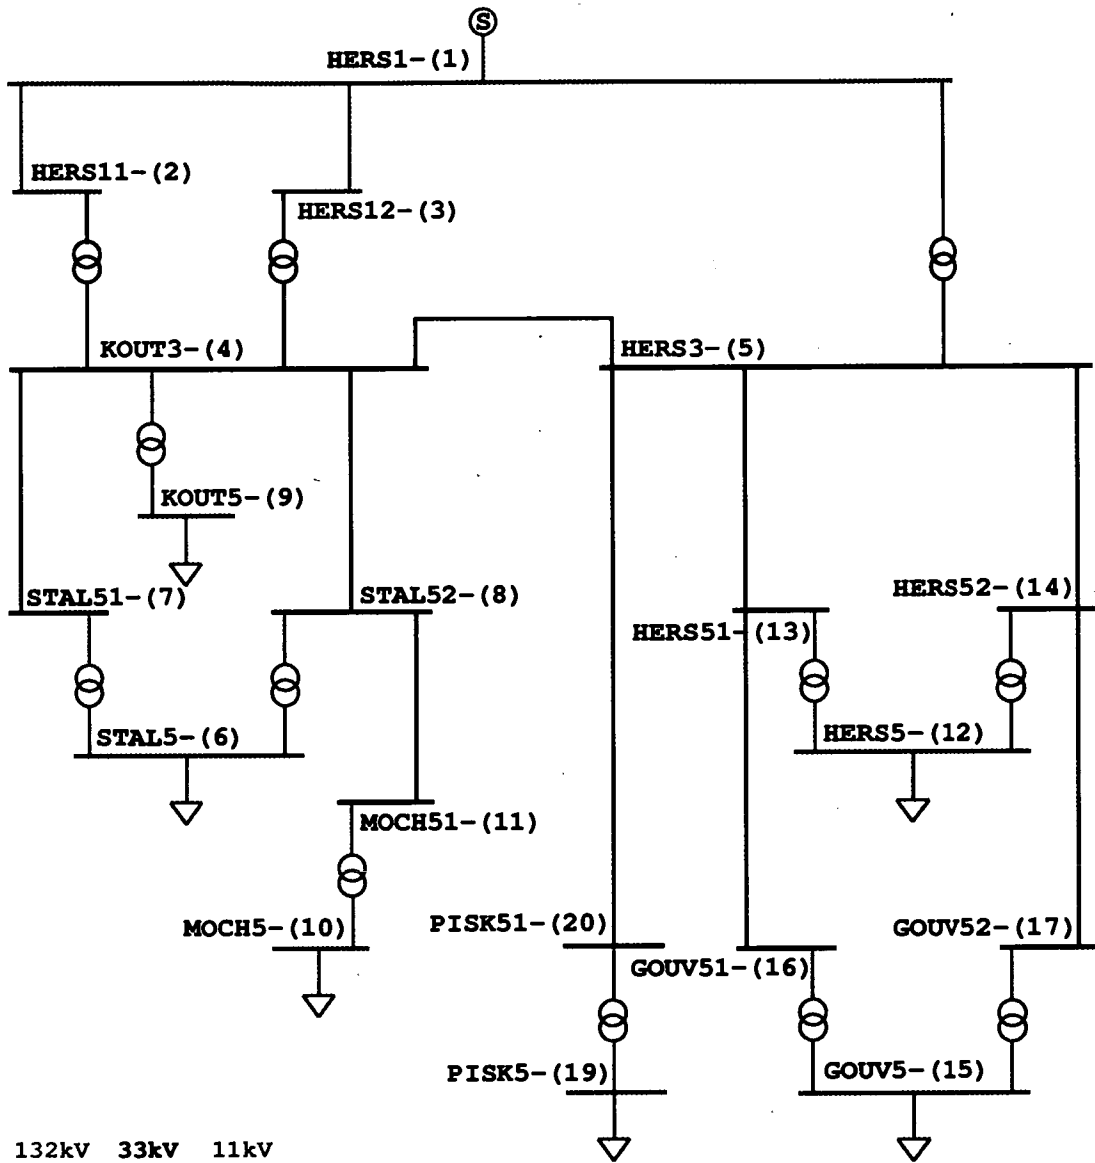 S
HERS1-(1)
HERS11-(2)
HERS12-(3)
KOUT3-(4)
HERS3-(5)
KOUT5-(9)
STAL51-(7)
STAL52-(8)
HERS52-(14)
HERS51-(13)
STAL5-(6)
HERS5-(12)
MOCH51-(11)
MOCH5-(10)
PISK51-(20)
GOUV52-(17)
GOUV51-(16)
PISK5-(19)
GOUV5-(15)
132kV 33kV 11kV